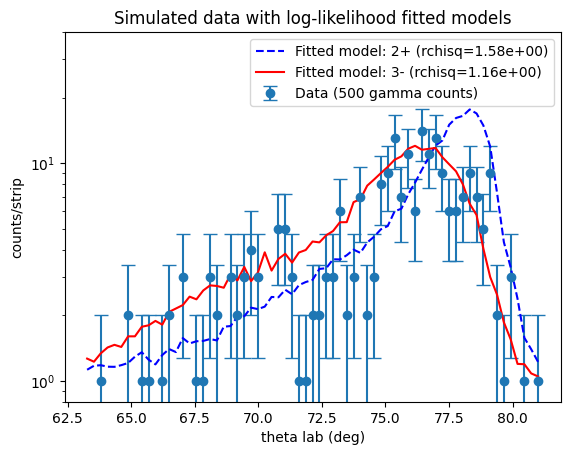 Simulated data with log-likelihood fitted models
Fitted model: 2+ (rchisq=1.58e+00)
Fitted model: 3- (rchisq=1.16e+00)
Data (500 gamma counts)
counts/strip
10¹
10⁰
62.5 65.0 67.5 70.0 72.5 75.0 77.5 80.0
theta lab (deg)